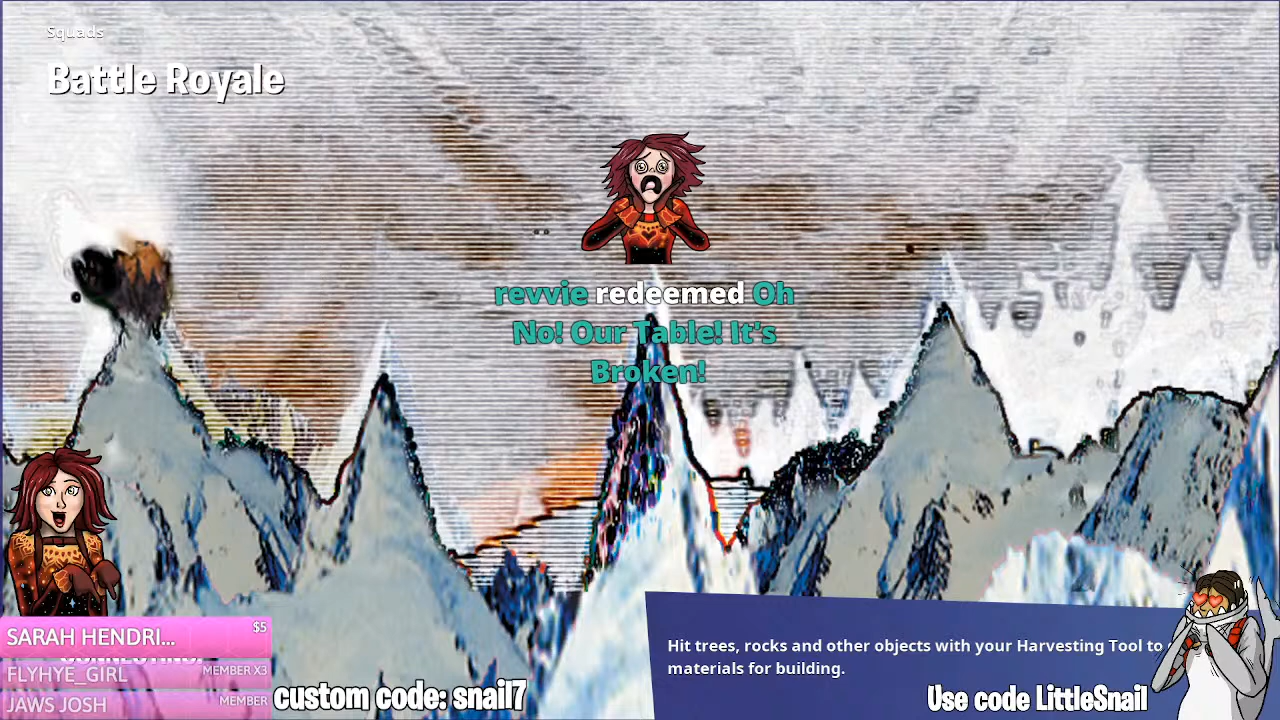 Squads
Battle Royale
revvie redeemed Oh
No! Our Table! It's
Broken!
SARAH HENDRI... $5
FLYHYE_GIRL MEMBER X3
JAWS JOSH MEMBER
custom code: snail7
Hit trees, rocks and other objects with your Harvesting Tool to
materials for building.
Use code LittleSnail